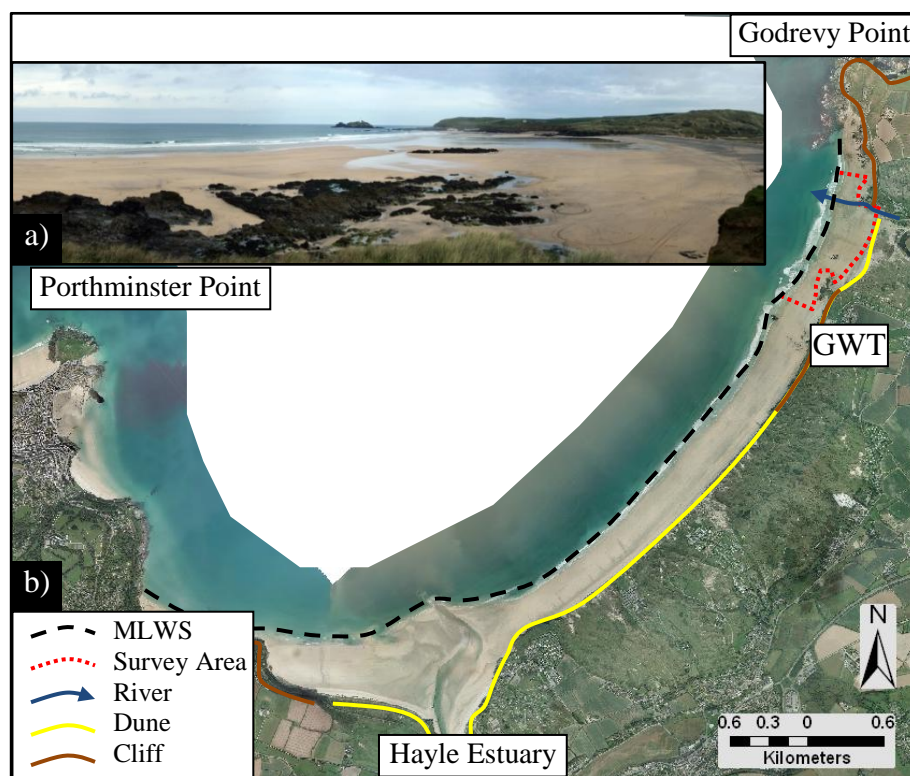 Godrevy Point
a)
Porthminster Point
GWT
b)
MLWS
Survey Area
River
Dune
Cliff
Hayle Estuary
N
0.6 0.3 0 0.6
Kilometers